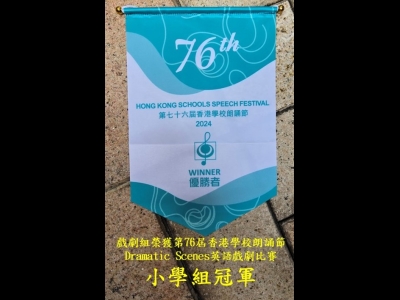 76th
HONG KONG SCHOOLS SPEECH FESTIVAL
第七十六屆香港學校朗誦節
2024
WINNER
優勝者
戲劇組榮獲第76屆香港學校朗誦節
Dramatic Scenes英語戲劇比賽
小學組冠軍